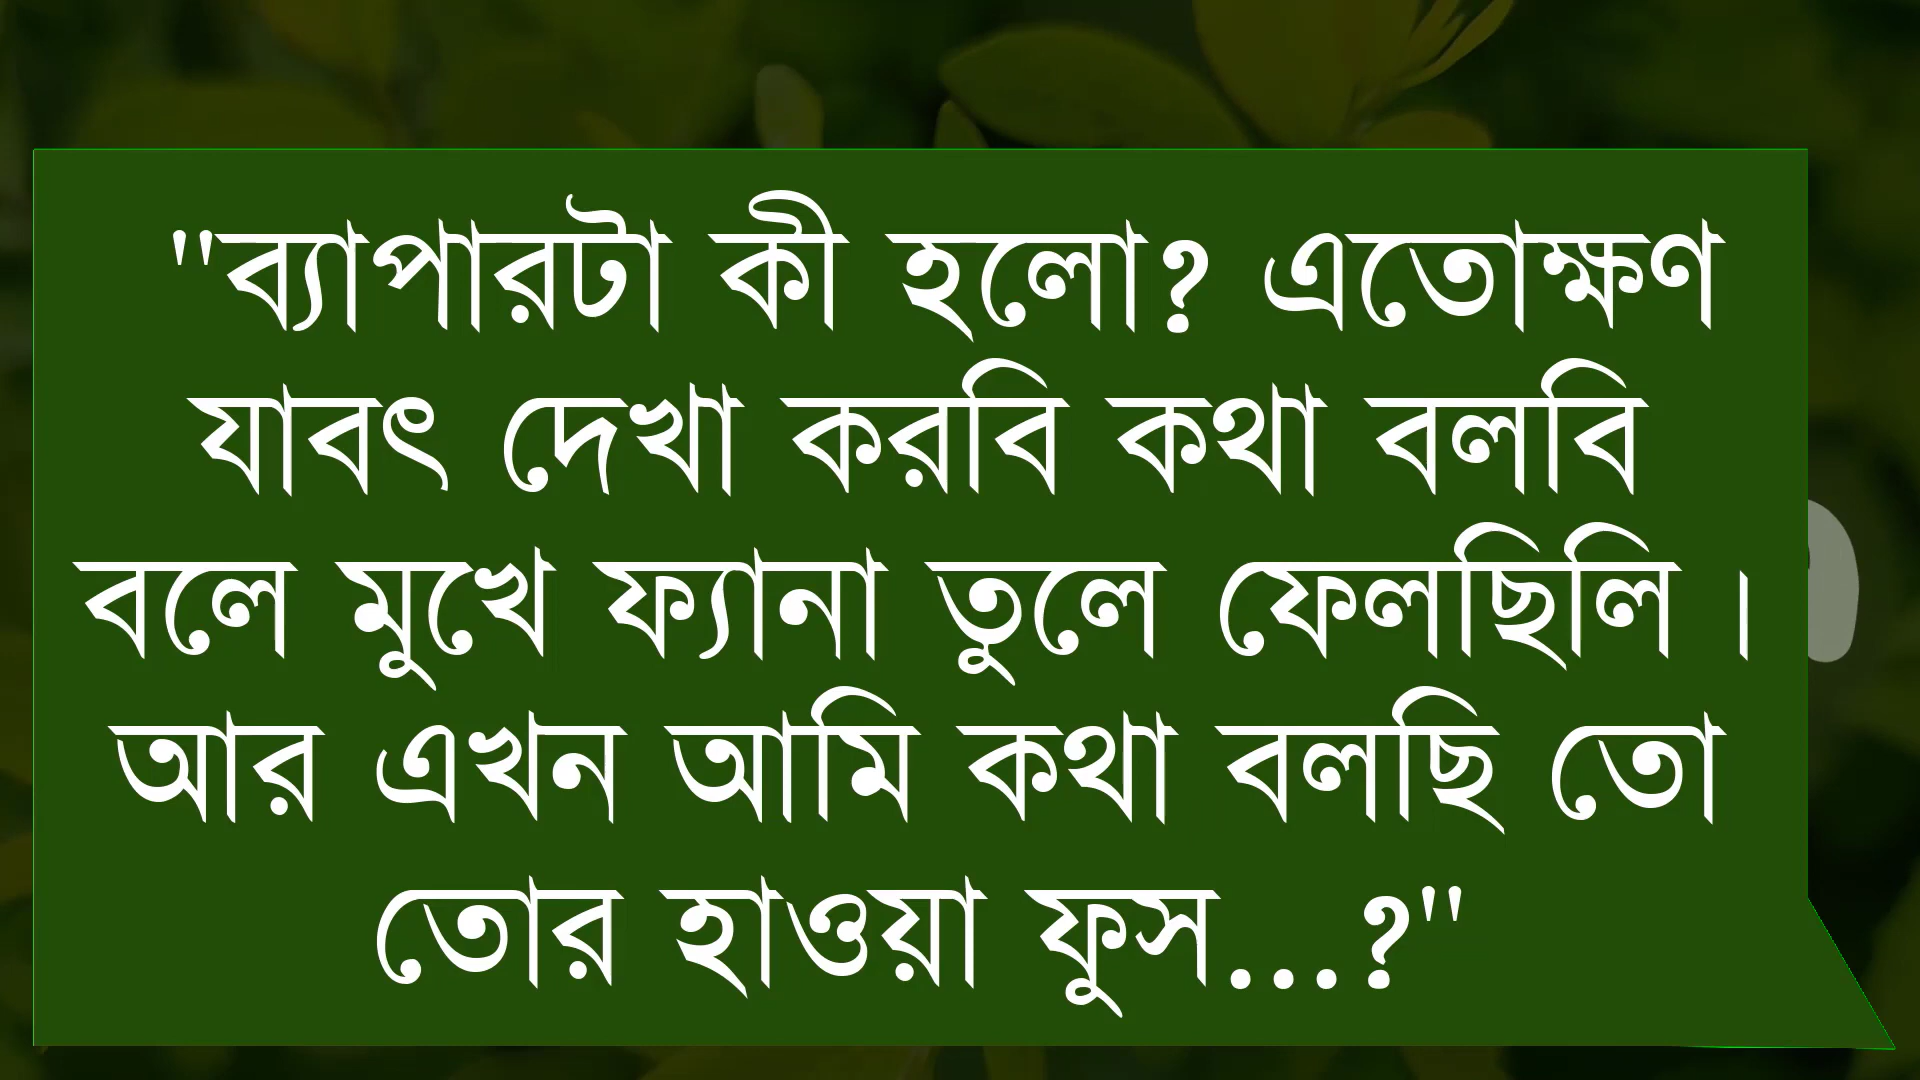 "ব্যাপারটা কী হলো? এতোক্ষণ
যাবৎ দেখা করবি কথা বলবি
বলে মুখে ফ্যানা তুলে ফেলছিলি ।
আর এখন আমি কথা বলছি তো
তোর হাওয়া ফুস...?"